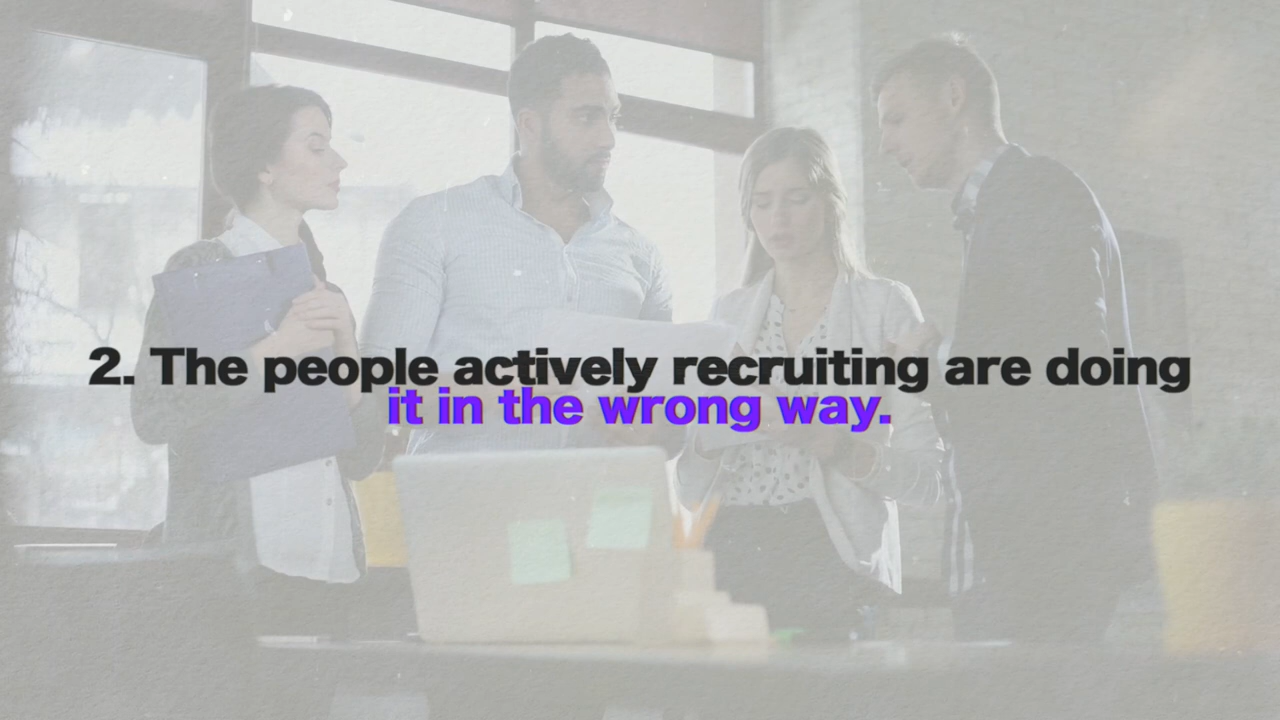 2. The people actively recruiting are doing
it in the wrong way.